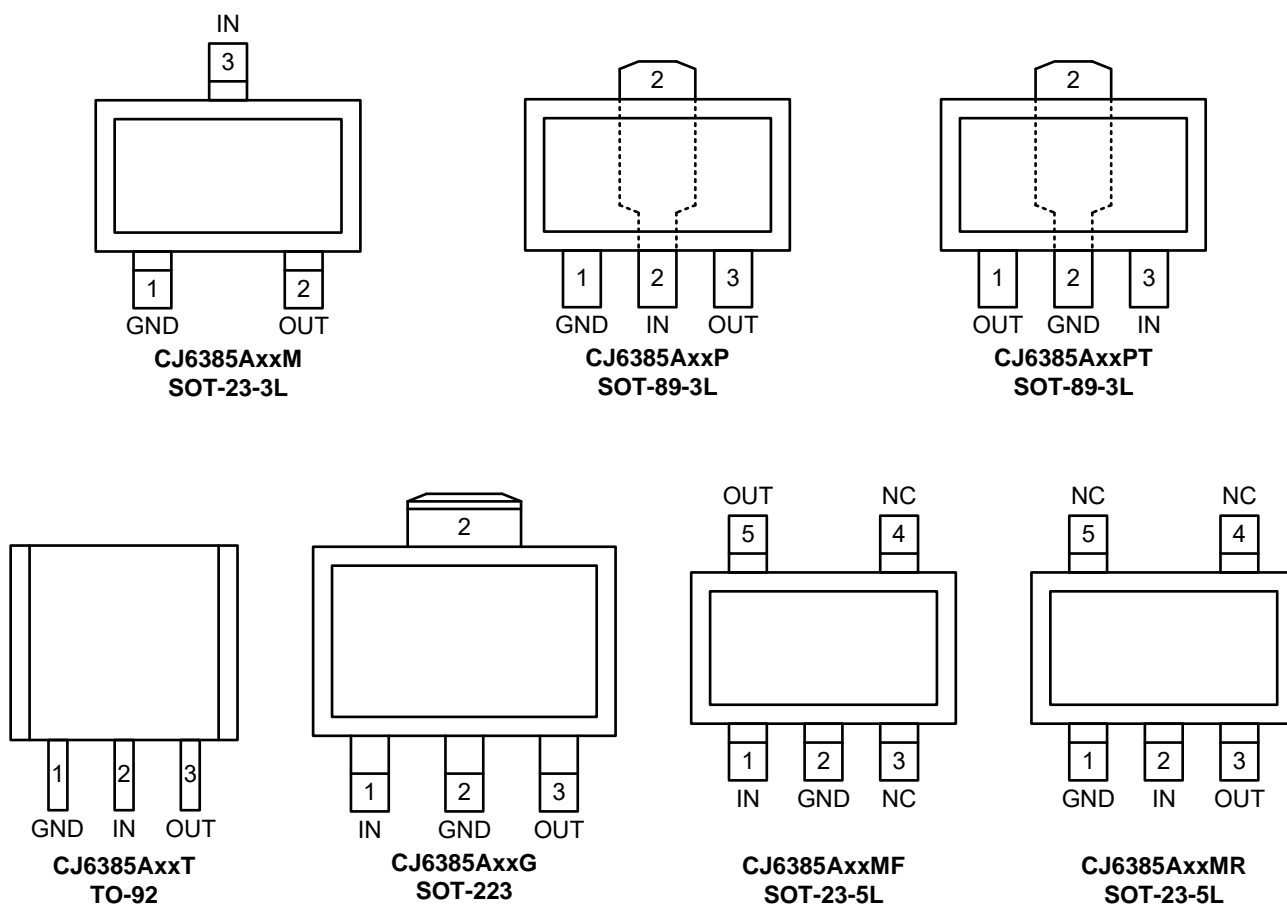 IN
3
1 2
GND OUT
CJ6385AxxM
SOT-23-3L
2
1 2 3
GND IN OUT
CJ6385AxxP
SOT-89-3L
2
1 2 3
OUT GND IN
CJ6385AxxPT
SOT-89-3L
1 2 3
GND IN OUT
CJ6385AxxT
TO-92
2
1 2 3
IN GND OUT
CJ6385AxxG
SOT-223
OUT NC
5 4
1 2 3
IN GND NC
CJ6385AxxMF
SOT-23-5L
NC NC
5 4
1 2 3
GND IN OUT
CJ6385AxxMR
SOT-23-5L